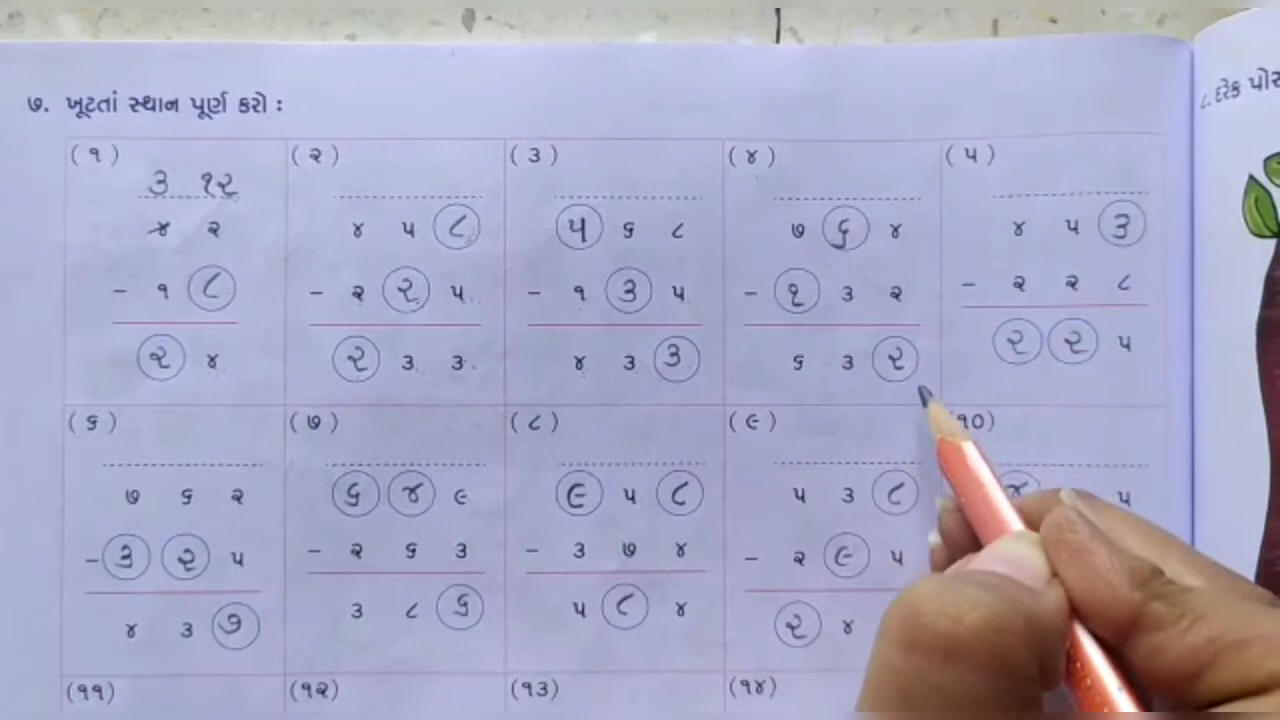 ૭. ખૂટતાં સ્થાન પૂર્ણ કરો :
૮. દરેક પોસ
(૧) (૨) (૩) (૪) (૫)
૩ ૧૨
૪ ૨ ૪ ૫ ૮ ૫ ૬ ૮ ૭ ૬ ૪ ૪ ૫ ૩
- ૧ ૮ - ૨ ૨ ૫ - ૧ ૩ ૫ - ૧ ૩ ૨ - ૨ ૨ ૮
૨ ૪ ૨ ૩ ૩ ૪ ૩ ૩ ૬ ૩ ૨ ૨ ૨ ૫
(૬) (૭) (૮) (૯) (૧૦)
૭ ૬ ૨ ૬ ૪ ૯ ૯ ૫ ૮ ૫ ૩ ૮ ૪ ૫
- ૩ ૨ ૫ - ૨ ૬ ૩ - ૩ ૭ ૪ - ૨ ૯ ૫
૪ ૩ ૭ ૩ ૮ ૬ ૫ ૮ ૪ ૨ ૪
(૧૧) (૧૨) (૧૩) (૧૪)